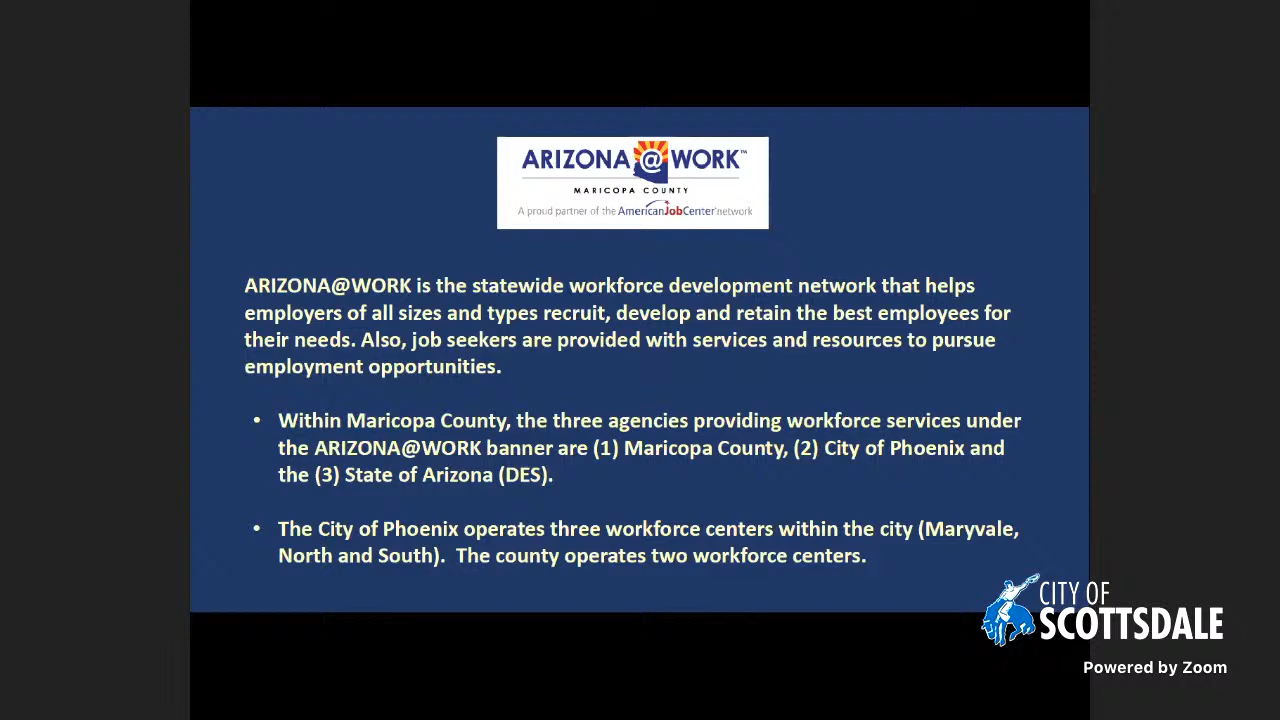 ARIZONA@WORK™
MARICOPA COUNTY
A proud partner of the AmericanJobCenter network
ARIZONA@WORK is the statewide workforce development network that helps
employers of all sizes and types recruit, develop and retain the best employees for
their needs. Also, job seekers are provided with services and resources to pursue
employment opportunities.
• Within Maricopa County, the three agencies providing workforce services under
the ARIZONA@WORK banner are (1) Maricopa County, (2) City of Phoenix and
the (3) State of Arizona (DES).
• The City of Phoenix operates three workforce centers within the city (Maryvale,
North and South).  The county operates two workforce centers.
CITY OF
SCOTTSDALE
Powered by Zoom